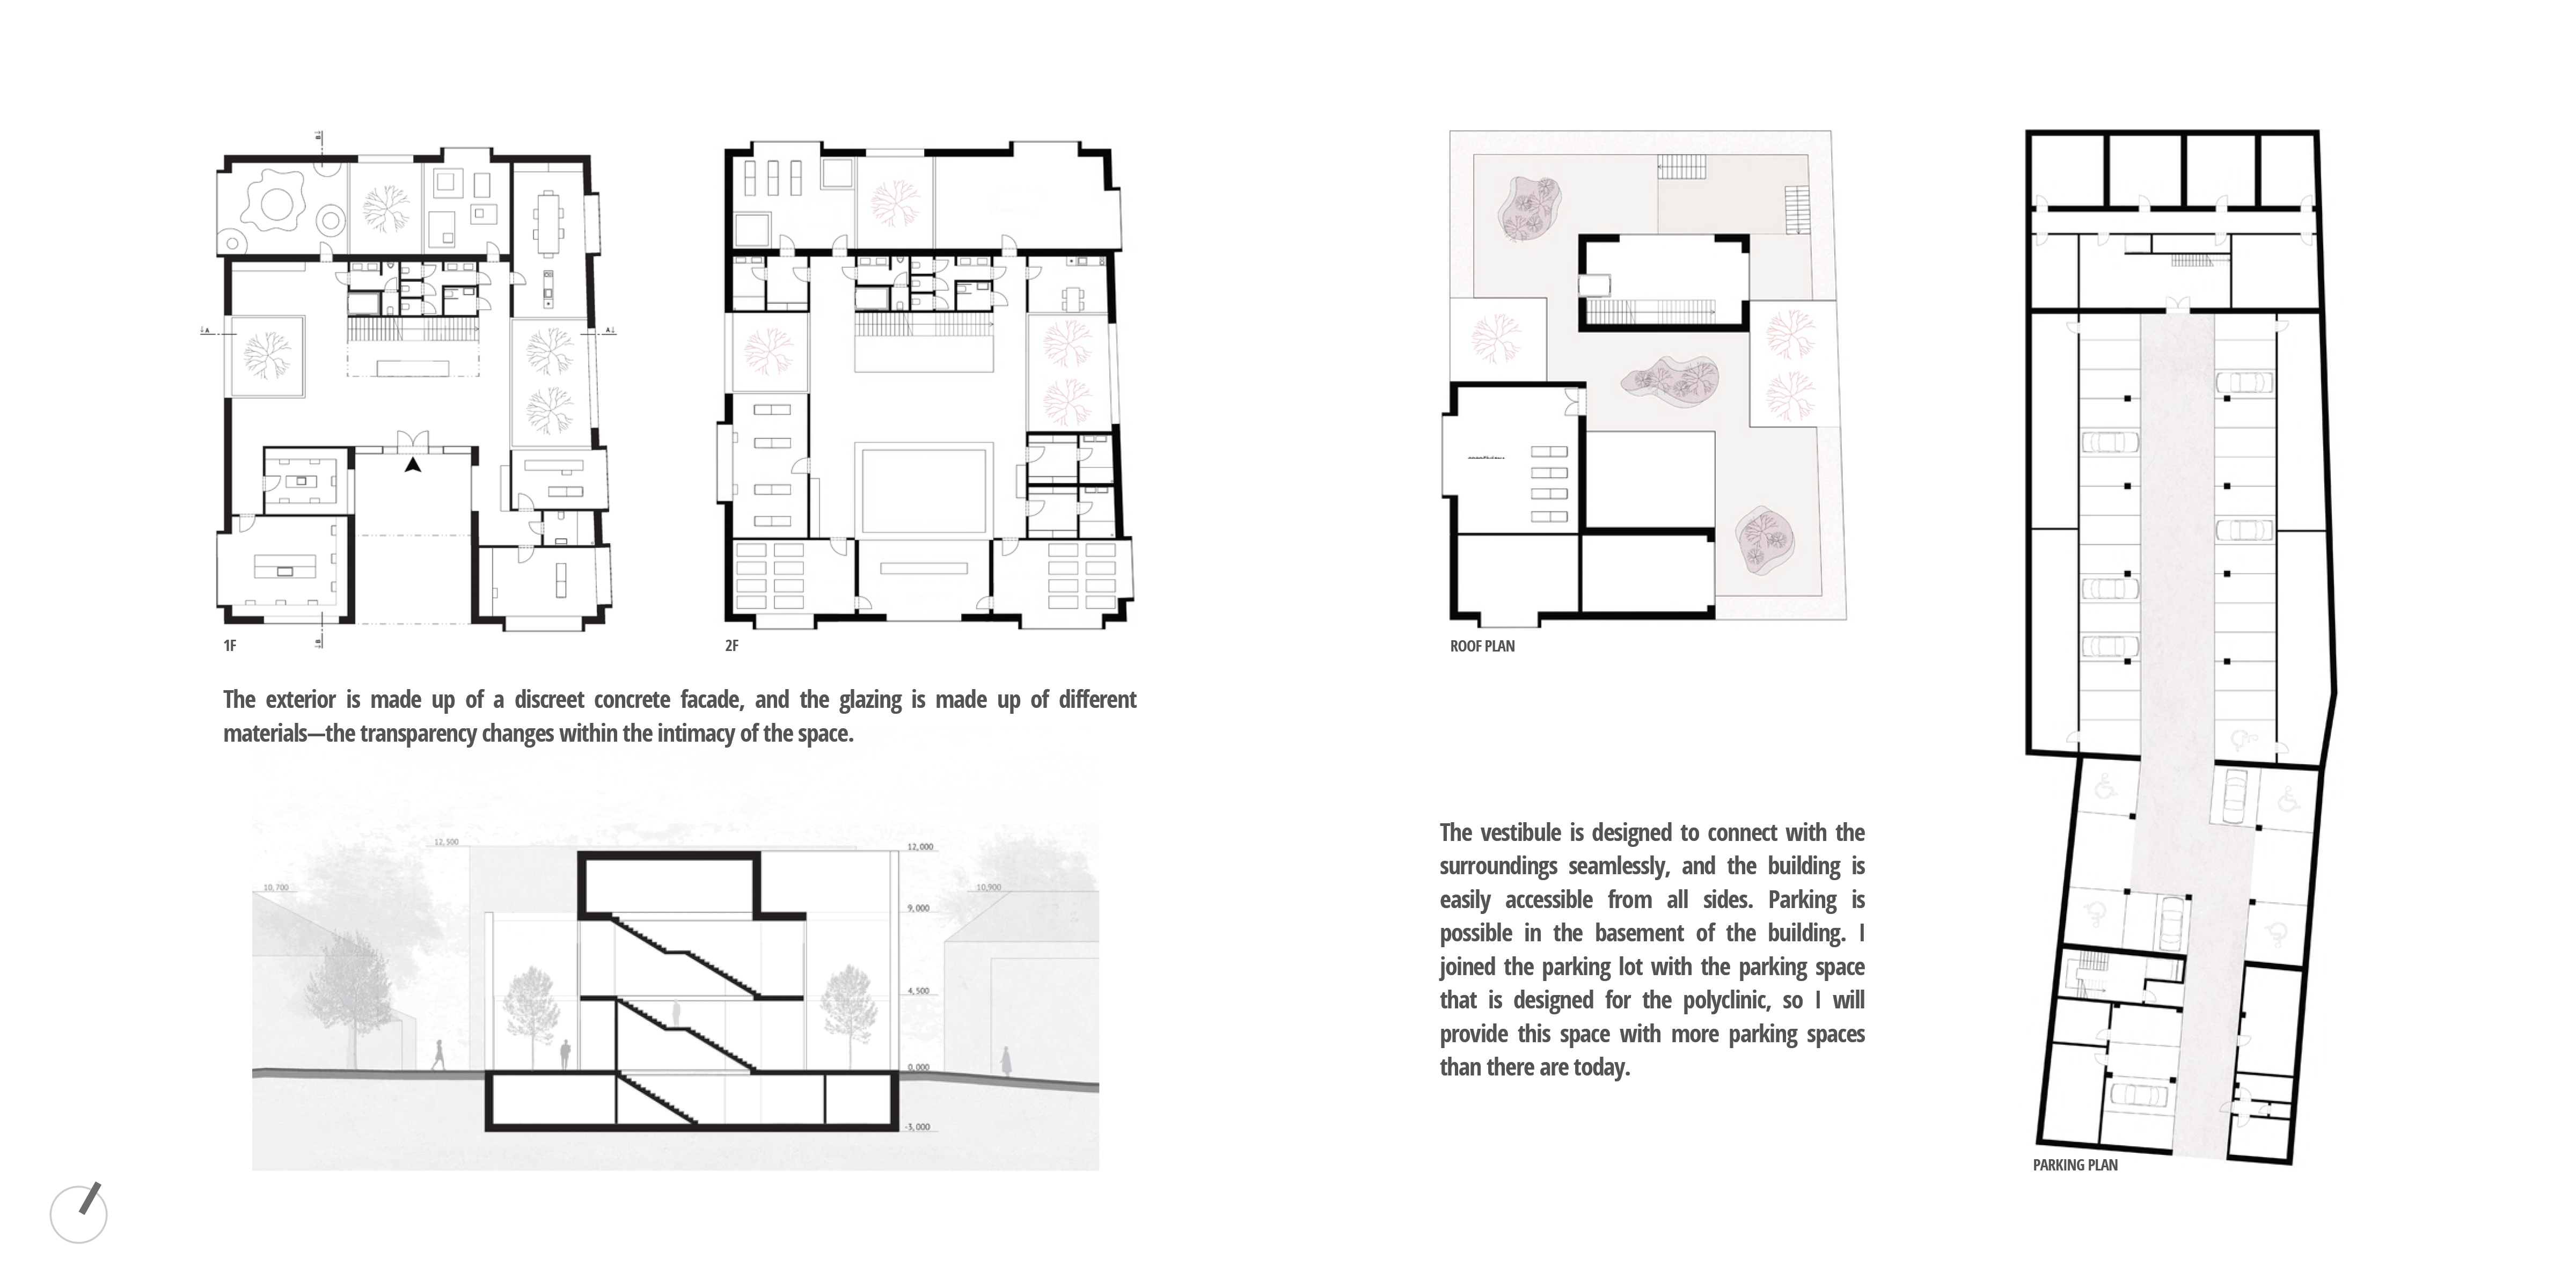 B
A
A
B
1F
2F
ROOF PLAN
The exterior is made up of a discreet concrete facade, and the glazing is made up of different
materials—the transparency changes within the intimacy of the space.
12,500
12,000
10,700
10,900
9,000
4,500
0,000
-3,000
The vestibule is designed to connect with the
surroundings seamlessly, and the building is
easily accessible from all sides. Parking is
possible in the basement of the building. I
joined the parking lot with the parking space
that is designed for the polyclinic, so I will
provide this space with more parking spaces
than there are today.
PARKING PLAN